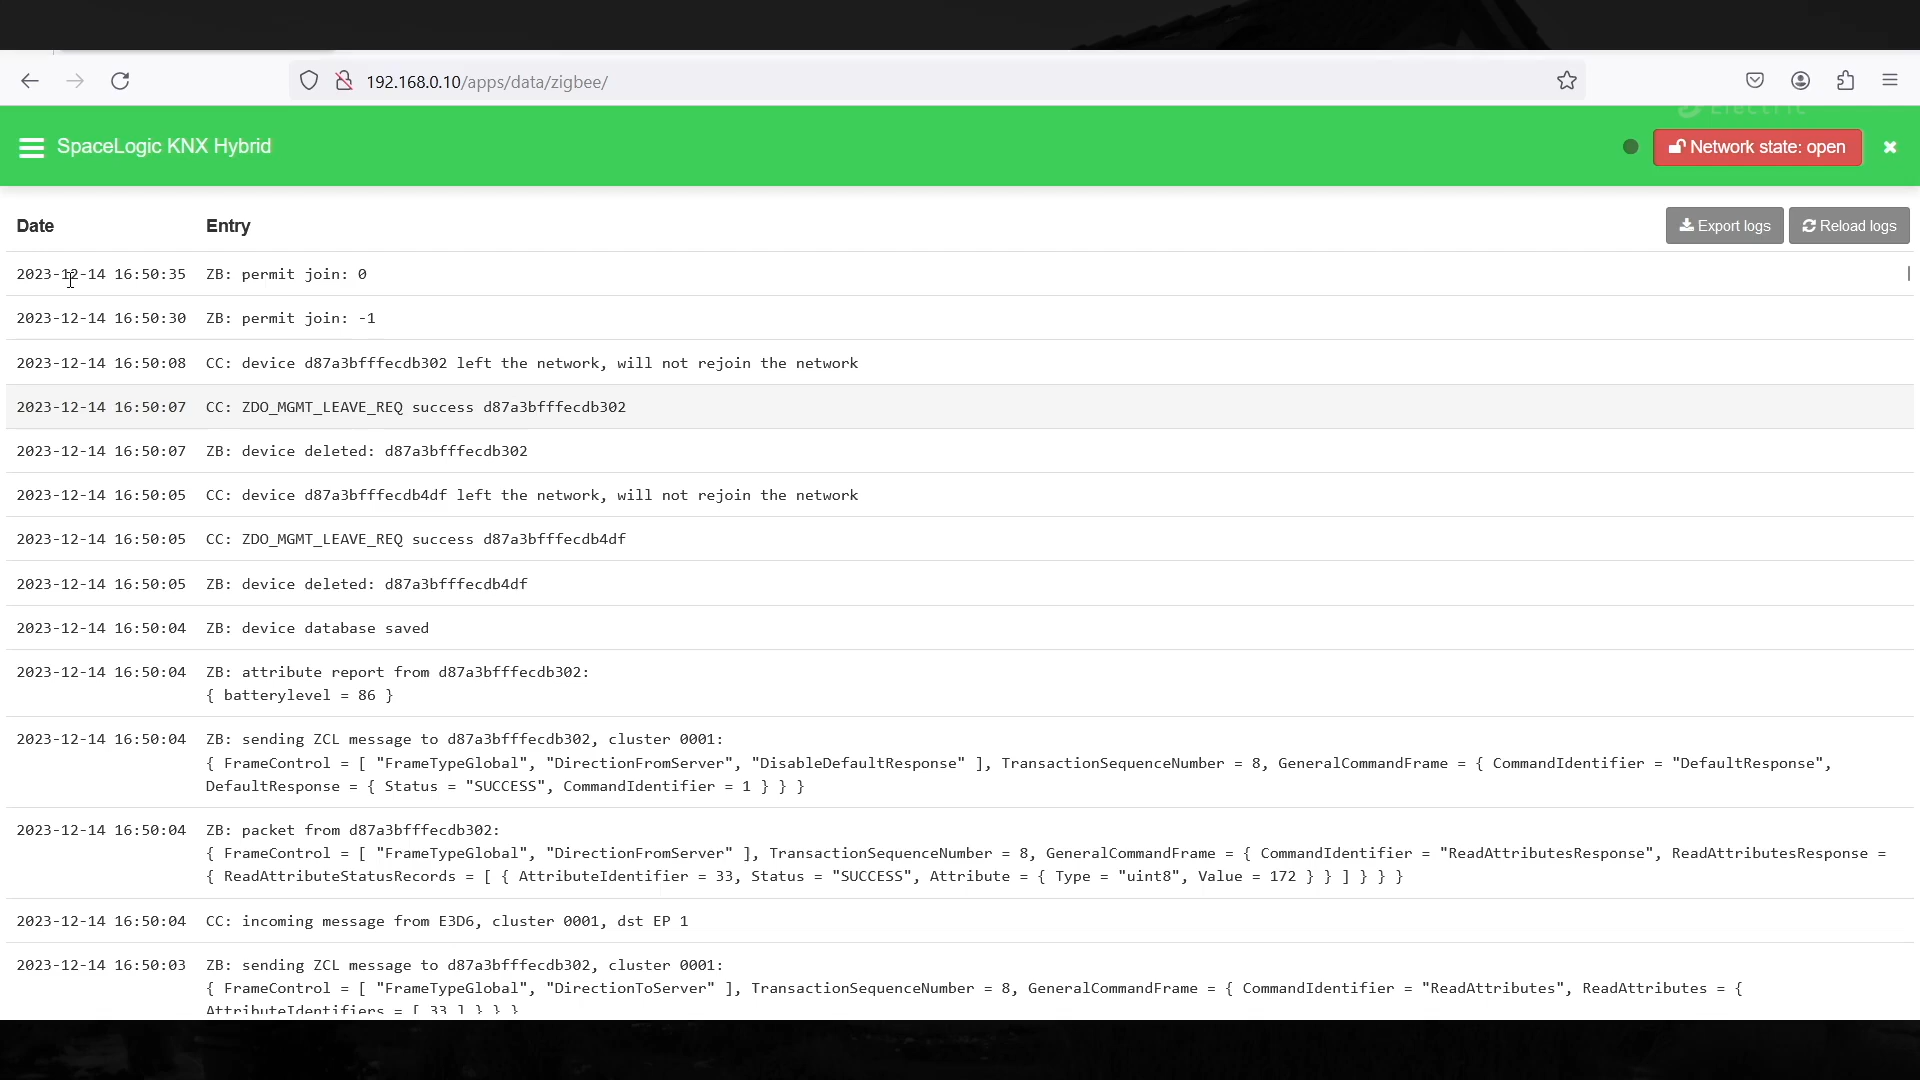 192.168.0.10/apps/data/zigbee/
Electric
SpaceLogic KNX Hybrid
Network state: open
Date Entry
Export logs Reload logs
2023-12-14 16:50:35 ZB: permit join: 0
2023-12-14 16:50:30 ZB: permit join: -1
2023-12-14 16:50:08 CC: device d87a3bfffecdb302 left the network, will not rejoin the network
2023-12-14 16:50:07 CC: ZDO_MGMT_LEAVE_REQ success d87a3bfffecdb302
2023-12-14 16:50:07 ZB: device deleted: d87a3bfffecdb302
2023-12-14 16:50:05 CC: device d87a3bfffecdb4df left the network, will not rejoin the network
2023-12-14 16:50:05 CC: ZDO_MGMT_LEAVE_REQ success d87a3bfffecdb4df
2023-12-14 16:50:05 ZB: device deleted: d87a3bfffecdb4df
2023-12-14 16:50:04 ZB: device database saved
2023-12-14 16:50:04 ZB: attribute report from d87a3bfffecdb302:
{ batterylevel = 86 }
2023-12-14 16:50:04 ZB: sending ZCL message to d87a3bfffecdb302, cluster 0001:
{ FrameControl = [ "FrameTypeGlobal", "DirectionFromServer", "DisableDefaultResponse" ], TransactionSequenceNumber = 8, GeneralCommandFrame = { CommandIdentifier = "DefaultResponse",
DefaultResponse = { Status = "SUCCESS", CommandIdentifier = 1 } } }
2023-12-14 16:50:04 ZB: packet from d87a3bfffecdb302:
{ FrameControl = [ "FrameTypeGlobal", "DirectionFromServer" ], TransactionSequenceNumber = 8, GeneralCommandFrame = { CommandIdentifier = "ReadAttributesResponse", ReadAttributesResponse =
{ ReadAttributeStatusRecords = [ { AttributeIdentifier = 33, Status = "SUCCESS", Attribute = { Type = "uint8", Value = 172 } } ] } } }
2023-12-14 16:50:04 CC: incoming message from E3D6, cluster 0001, dst EP 1
2023-12-14 16:50:03 ZB: sending ZCL message to d87a3bfffecdb302, cluster 0001:
{ FrameControl = [ "FrameTypeGlobal", "DirectionToServer" ], TransactionSequenceNumber = 8, GeneralCommandFrame = { CommandIdentifier = "ReadAttributes", ReadAttributes = {
AttributeIdentifiers = [ 33 ] } } }